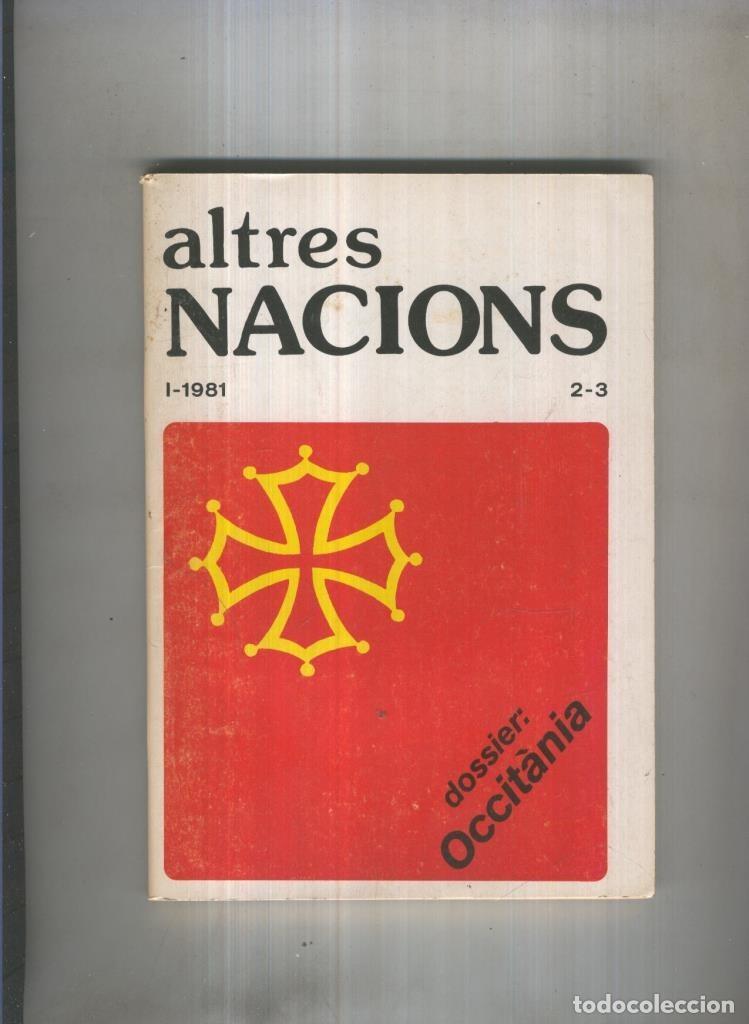 altres
NACIONS
I-1981 2-3
dossier:
Occitània
todocoleccion